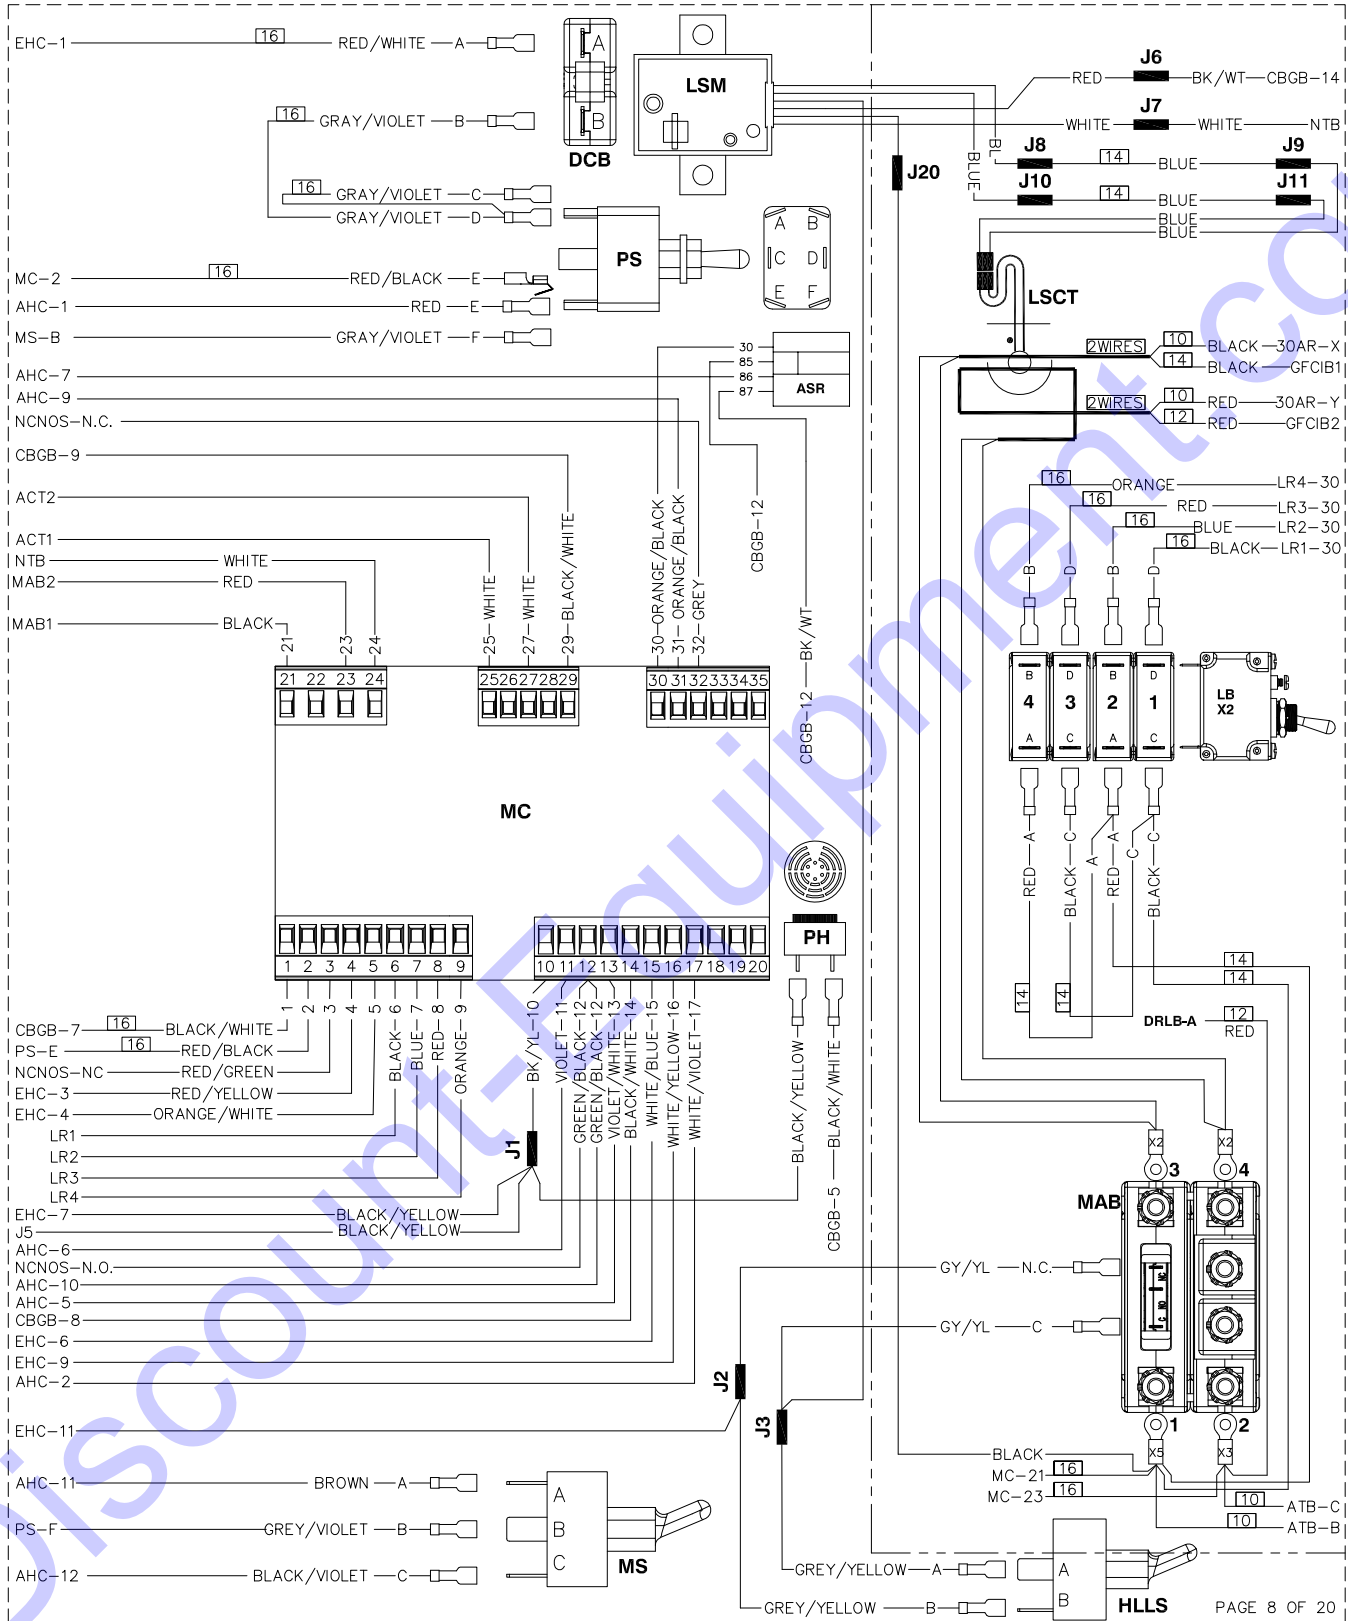 EHC-1 16 RED/WHITE A
16 GRAY/VIOLET B
16 GRAY/VIOLET C
GRAY/VIOLET D
MC-2 16 RED/BLACK E
AHC-1 RED E
MS-B GRAY/VIOLET F
A
B
DCB
LSM
PS
A B
C D
E F
J6
RED BK/WT CBGB-14
J7
WHITE WHITE NTB
J8 J9
BL 14 BLUE
J10 J11
BLUE 14 BLUE
BLUE
BLUE
J20
LSCT
2WIRES 10 BLACK 30AR-X
14 BLACK GFCIB1
2WIRES 10 RED 30AR-Y
12 RED GFCIB2
30
85
86
87
ASR
AHC-7
AHC-9
NCNOS-N.C.
CBGB-9
ACT2
ACT1
NTB WHITE
MAB2 RED
MAB1 BLACK
21
23
24
25-WHITE
27-WHITE
29-BLACK/WHITE
30-ORANGE/BLACK
31-ORANGE/BLACK
32-GREY
CBGB-12
CBGB-12 BK/WT
16 ORANGE LR4-30
16 RED LR3-30
16 BLUE LR2-30
16 BLACK LR1-30
B D B D
B D B D
4 3 2 1
A C A C
LB
X2
21 22 23 24
25 26 27 28 29
30 31 32 33 34 35
MC
1 2 3 4 5 6 7 8 9
10 11 12 13 14 15 16 17 18 19 20
PH
RED A
BLACK C
A
RED A
C
BLACK C
14
14
14
14
DRLB-A 12
RED
CBGB-7 16 BLACK/WHITE 1
PS-E 16 RED/BLACK 2
NCNOS-NC RED/GREEN 3
EHC-3 RED/YELLOW 4
EHC-4 ORANGE/WHITE 5
LR1
LR2
LR3
LR4
BLACK-6
BLUE-7
RED-8
ORANGE-9
BK/YL-10
VIOLET-11
GREEN/BLACK-12
GREEN/BLACK-12
VIOLET/WHITE-13
BLACK/WHITE-14
WHITE/BLUE-15
WHITE/YELLOW-16
WHITE/VIOLET-17
BLACK/YELLOW
CBGB-5 BLACK/WHITE
J1
EHC-7 BLACK/YELLOW
J5 BLACK/YELLOW
AHC-6
NCNOS-N.O.
AHC-10
AHC-5
CBGB-8
EHC-6
EHC-9
AHC-2
EHC-11
J2
J3
X2 X2
3 4
MAB
GY/YL N.C.
GY/YL C
NC
NO
C
1 2
X5 X3
BLACK
MC-21 16
MC-23 16
10 ATB-C
10 ATB-B
AHC-11 BROWN A
PS-F GREY/VIOLET B
AHC-12 BLACK/VIOLET C
A
B
C
MS
GREY/YELLOW A
GREY/YELLOW B
A
B
HLLS
PAGE 8 OF 20
Discount-Equipment.co